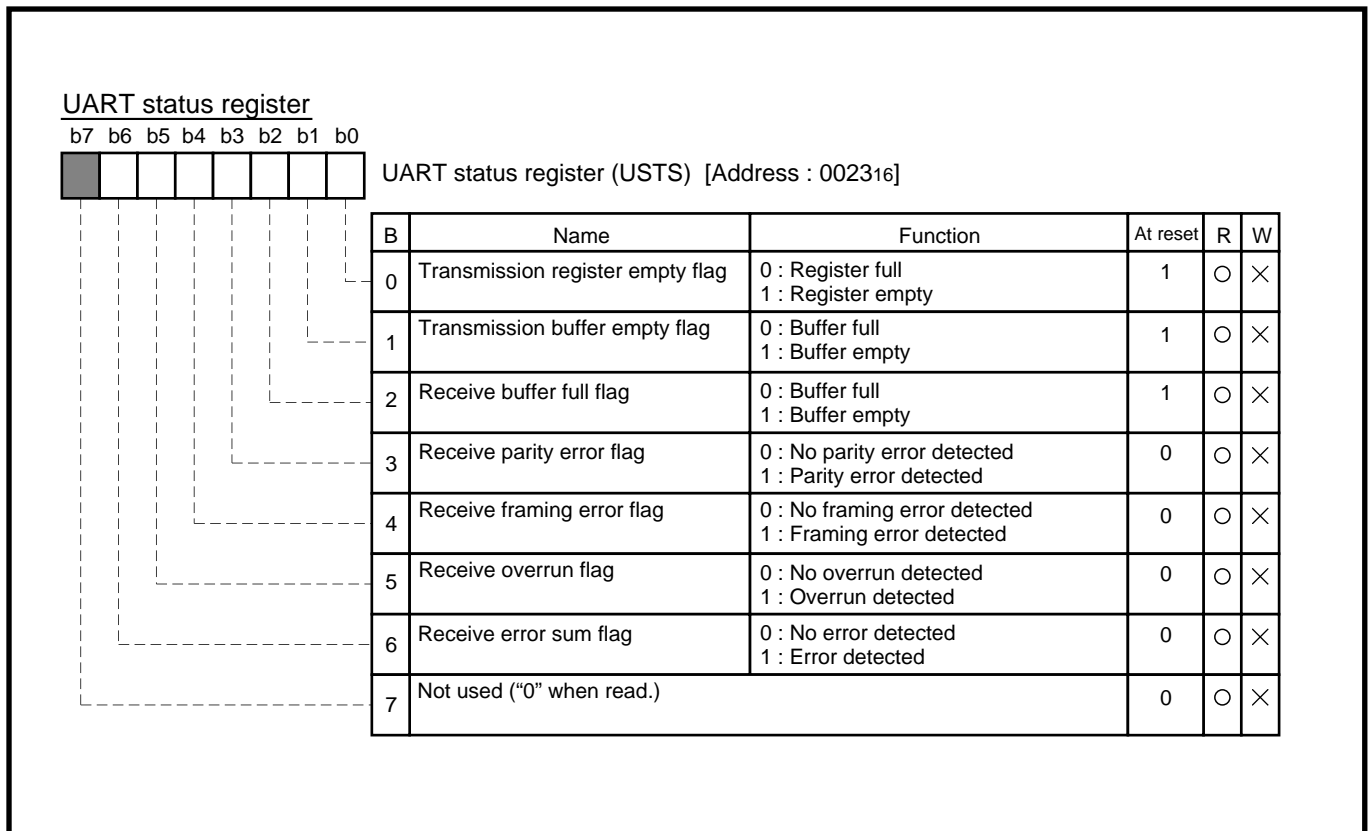 UART status register
b7 b6 b5 b4 b3 b2 b1 b0
UART status register (USTS) [Address : 002316]
B Name Function At reset R W
0 Transmission register empty flag 0 : Register full 1 ○ ×
1 : Register empty
1 Transmission buffer empty flag 0 : Buffer full 1 ○ ×
1 : Buffer empty
2 Receive buffer full flag 0 : Buffer full 1 ○ ×
1 : Buffer empty
3 Receive parity error flag 0 : No parity error detected 0 ○ ×
1 : Parity error detected
4 Receive framing error flag 0 : No framing error detected 0 ○ ×
1 : Framing error detected
5 Receive overrun flag 0 : No overrun detected 0 ○ ×
1 : Overrun detected
6 Receive error sum flag 0 : No error detected 0 ○ ×
1 : Error detected
7 Not used (“0” when read.) 0 ○ ×